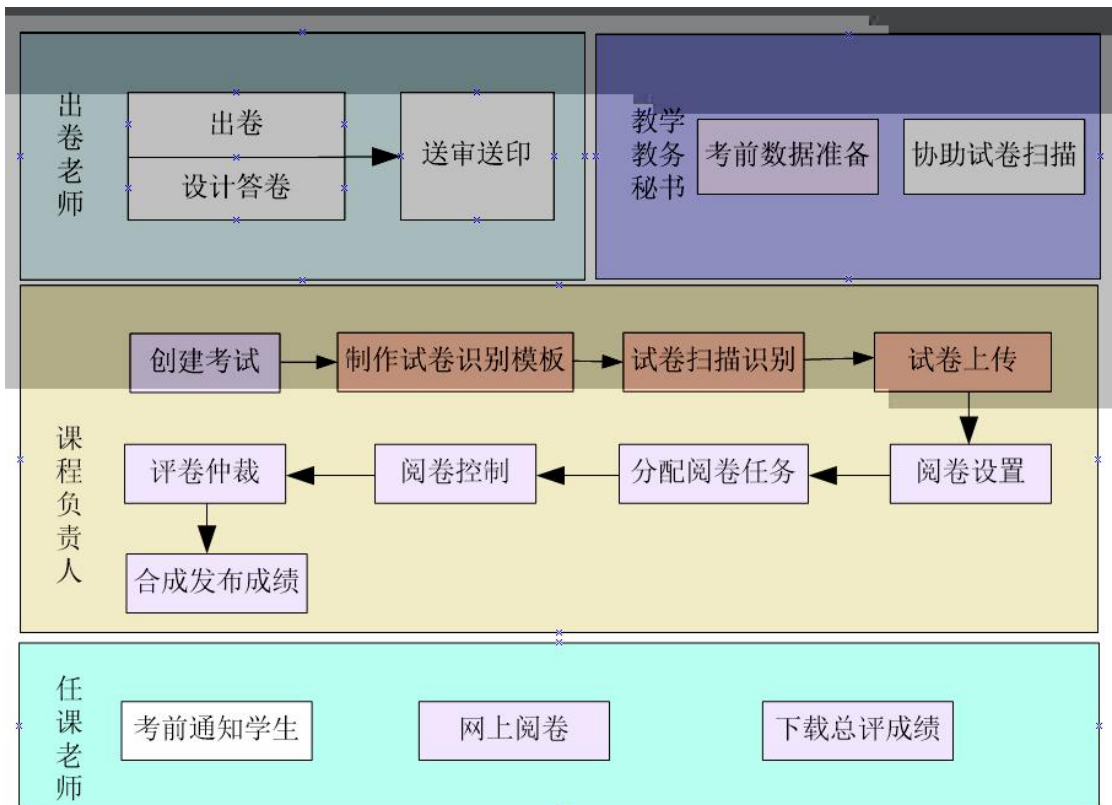 出卷老师
出卷
设计答卷
送审送印
教学
教务
秘书
考前数据准备
协助试卷扫描
课程负责人
创建考试
制作试卷识别模板
试卷扫描识别
试卷上传
评卷仲裁
阅卷控制
分配阅卷任务
阅卷设置
合成发布成绩
任课老师
考前通知学生
网上阅卷
下载总评成绩